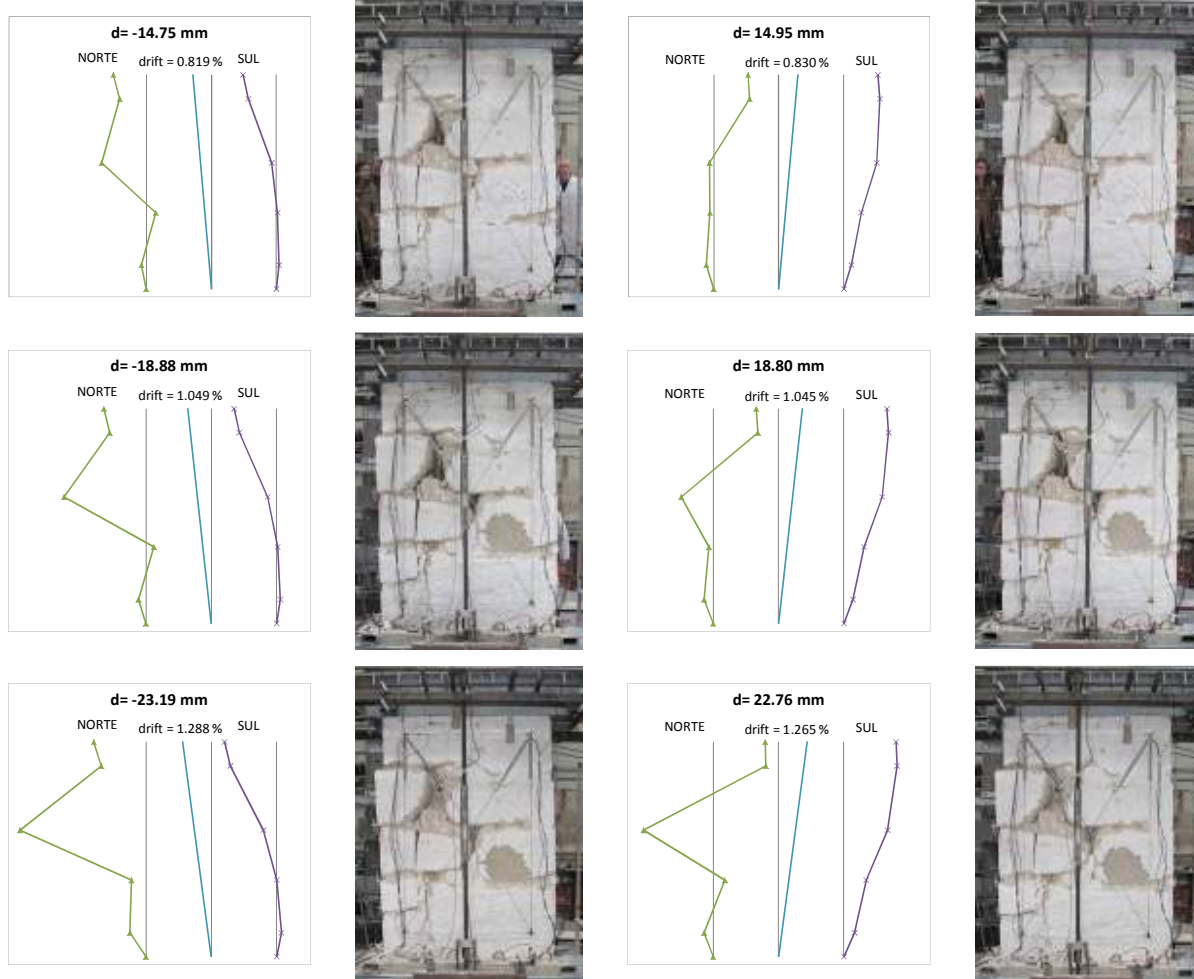 d= -14.75 mm
NORTE drift = 0.819 % SUL
d= 14.95 mm
NORTE drift = 0.830 % SUL
d= -18.88 mm
NORTE drift = 1.049 % SUL
d= 18.80 mm
NORTE drift = 1.045 % SUL
d= -23.19 mm
NORTE drift = 1.288 % SUL
d= 22.76 mm
NORTE drift = 1.265 % SUL